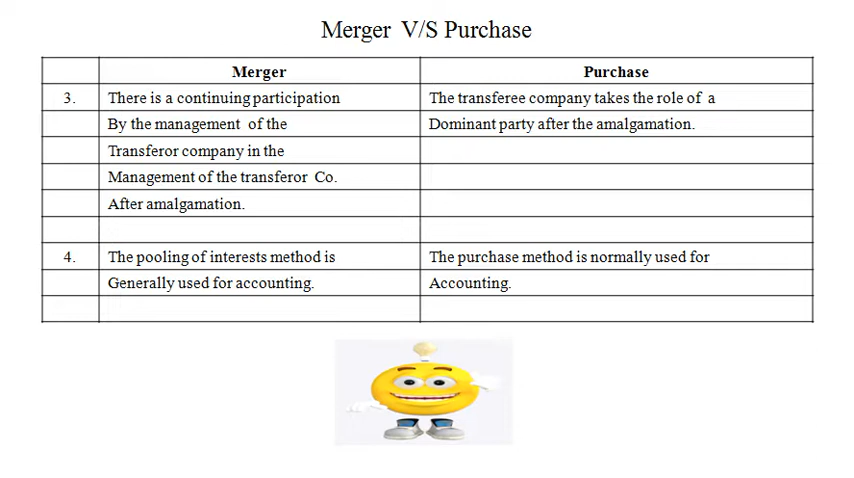 Merger V/S Purchase
Merger Purchase
3. There is a continuing participation The transferee company takes the role of a
By the management of the Dominant party after the amalgamation.
Transferor company in the
Management of the transferor Co.
After amalgamation.
4. The pooling of interests method is The purchase method is normally used for
Generally used for accounting. Accounting.